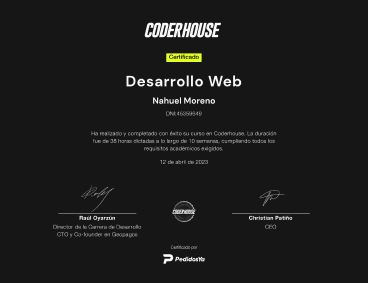 CODERHOUSE
Certificado
Desarrollo Web
Nahuel Moreno
DNI:45359649
Ha realizado y completado con éxito su curso en Coderhouse. La duración
fue de 38 horas dictadas a lo largo de 10 semanas, cumpliendo todos los
requisitos académicos exigidos.
12 de abril de 2023
CODERHOUSE
Raúl Oyarzún
Christian Patiño
Director de la Carrera de Desarrollo
CEO
CTO y Co-founder en Geopagos
Certificado por
PedidosYa